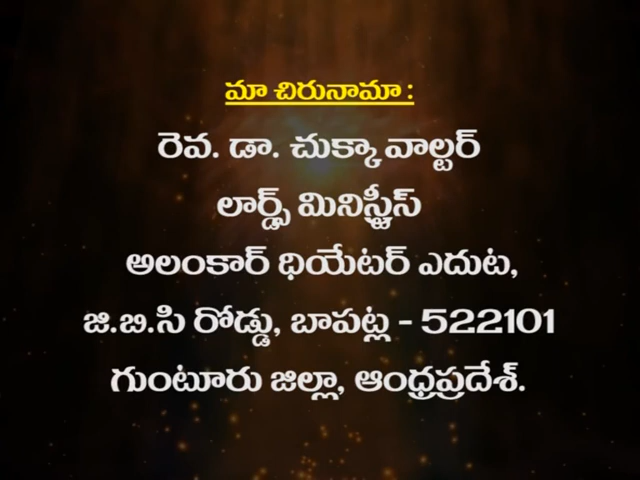 మా చిరునామా :
రెవ. డా. చుక్కా వాల్టర్
లార్డ్స్ మినిస్ట్రీస్
అలంకార్ థియేటర్ ఎదుట,
జి.బి.సి రోడ్డు, బాపట్ల - 522101
గుంటూరు జిల్లా, ఆంధ్రప్రదేశ్.